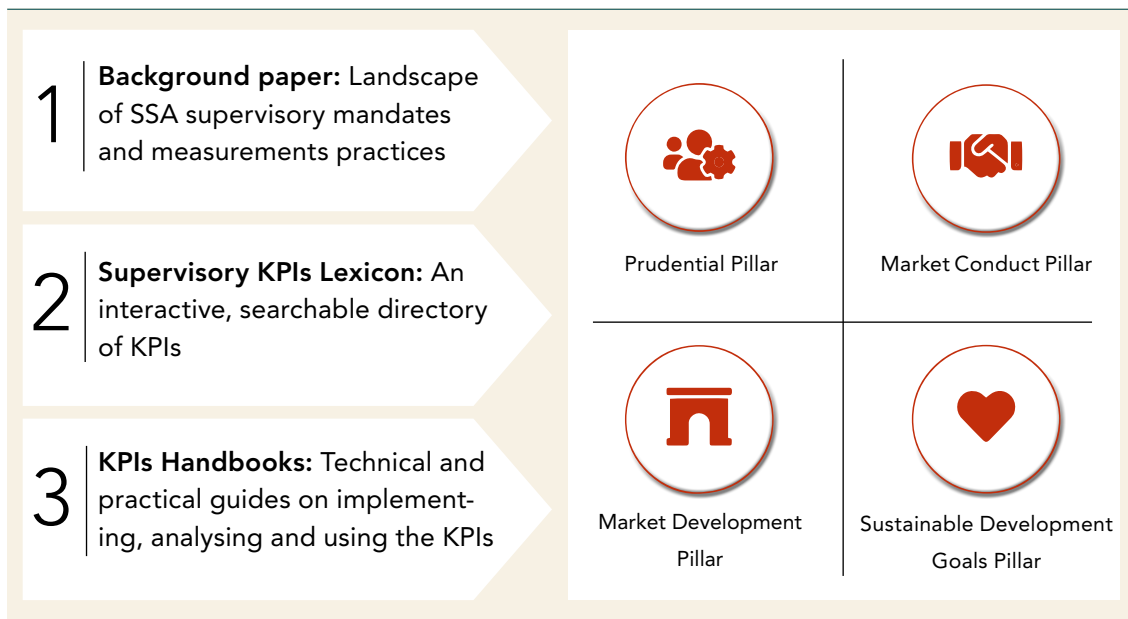 1
Background paper: Landscape
of SSA supervisory mandates
and measurements practices
2
Supervisory KPIs Lexicon: An
interactive, searchable directory
of KPIs
3
KPIs Handbooks: Technical and
practical guides on implement-
ing, analysing and using the KPIs
Prudential Pillar
Market Conduct Pillar
Market Development
Pillar
Sustainable Development
Goals Pillar